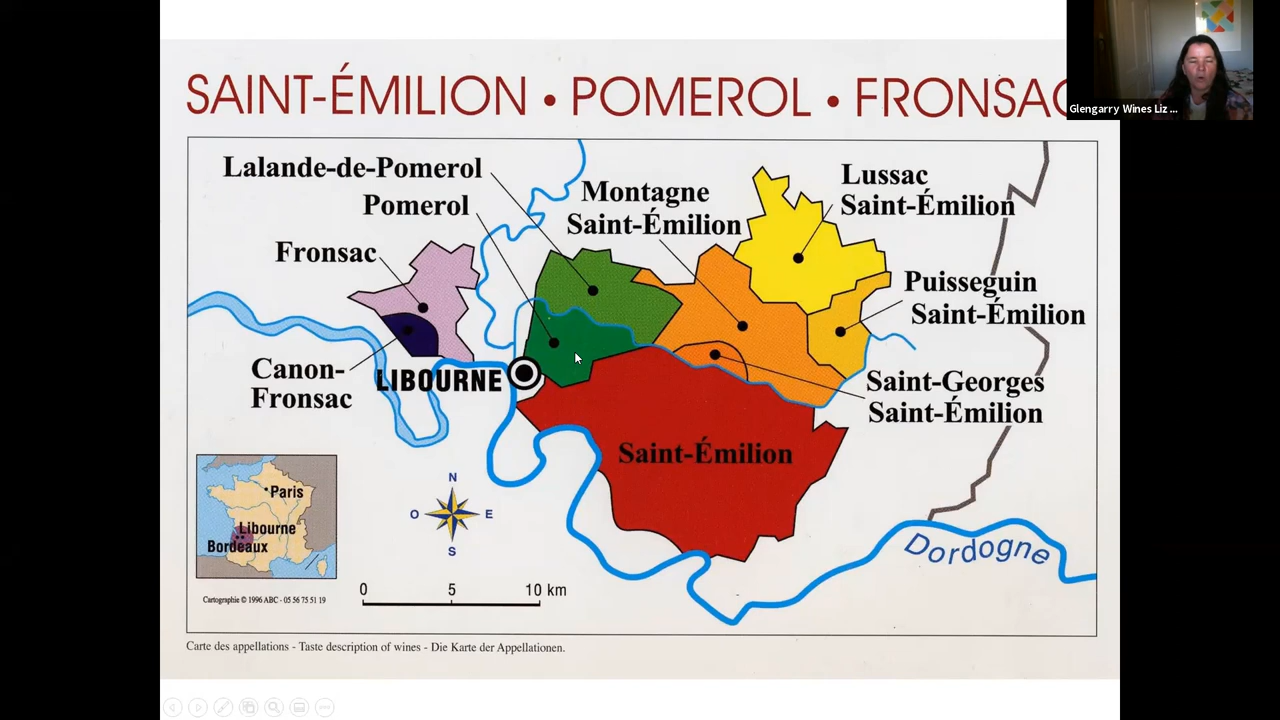 SAINT-ÉMILION • POMEROL • FRONSAC
Glengarry Wines Liz ...
Lalande-de-Pomerol
Pomerol
Fronsac
Montagne
Saint-Émilion
Lussac
Saint-Émilion
Puisseguin
Saint-Émilion
Canon-
Fronsac
LIBOURNE
Saint-Georges
Saint-Émilion
Saint-Émilion
Paris
Libourne
Bordeaux
N
O
E
S
Dordogne
0 5 10 km
Cartographie © 1996 ABC - 05 56 75 51 19
Carte des appellations - Taste description of wines - Die Karte der Appellationen.